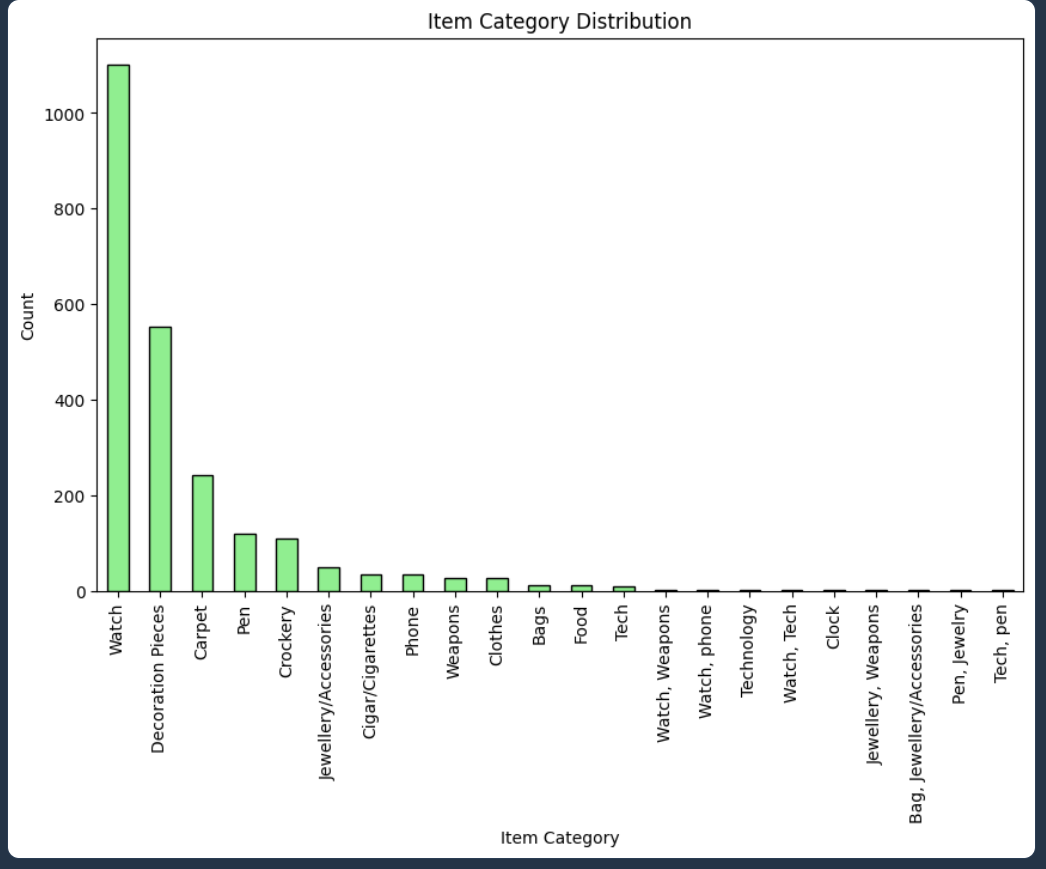 Item Category Distribution
1000
800
600
400
200
0
Count
Watch
Decoration Pieces
Carpet
Pen
Crockery
Jewellery/Accessories
Cigar/Cigarettes
Phone
Weapons
Clothes
Bags
Food
Tech
Watch, Weapons
Watch, phone
Technology
Watch, Tech
Clock
Jewellery, Weapons
Bag, Jewellery/Accessories
Pen, Jewelry
Tech, pen
Item Category